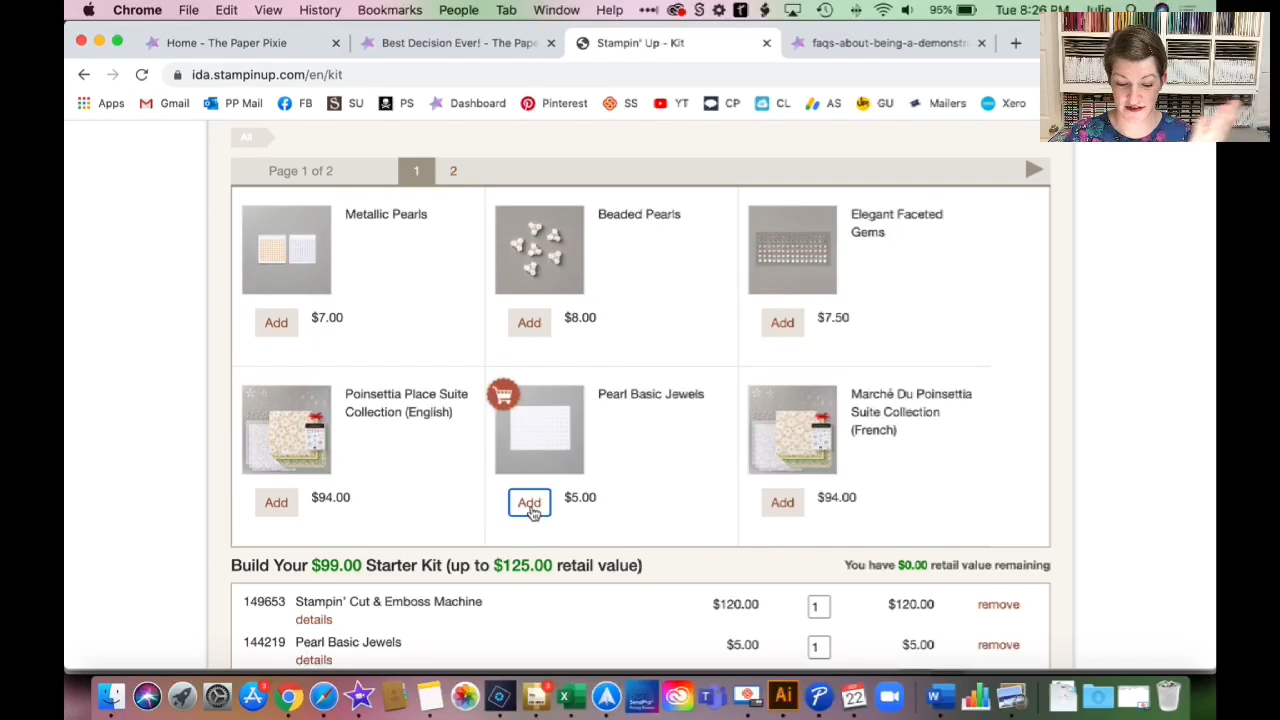 Chrome File Edit View History Bookmarks People Tab Window Help 95% Tue 8:26 PM Julie
Home - The Paper Pixie
Best Decision Ever! - The Pape
Stampin' Up - Kit
faqs-about-being-a-demonstra
ida.stampinup.com/en/kit
Apps Gmail PP Mail FB SU PS Dashboard Pinterest SS YT CP CL AS GU Mailers Xero
All
Page 1 of 2 1 2
Metallic Pearls
Add $7.00
Beaded Pearls
Add $8.00
Elegant Faceted
Gems
Add $7.50
Poinsettia Place Suite
Collection (English)
Add $94.00
Pearl Basic Jewels
Add $5.00
Marché Du Poinsettia
Suite Collection
(French)
Add $94.00
Build Your $99.00 Starter Kit (up to $125.00 retail value) You have $0.00 retail value remaining
149653 Stampin' Cut & Emboss Machine $120.00 1 $120.00 remove
details
144219 Pearl Basic Jewels $5.00 1 $5.00 remove
details